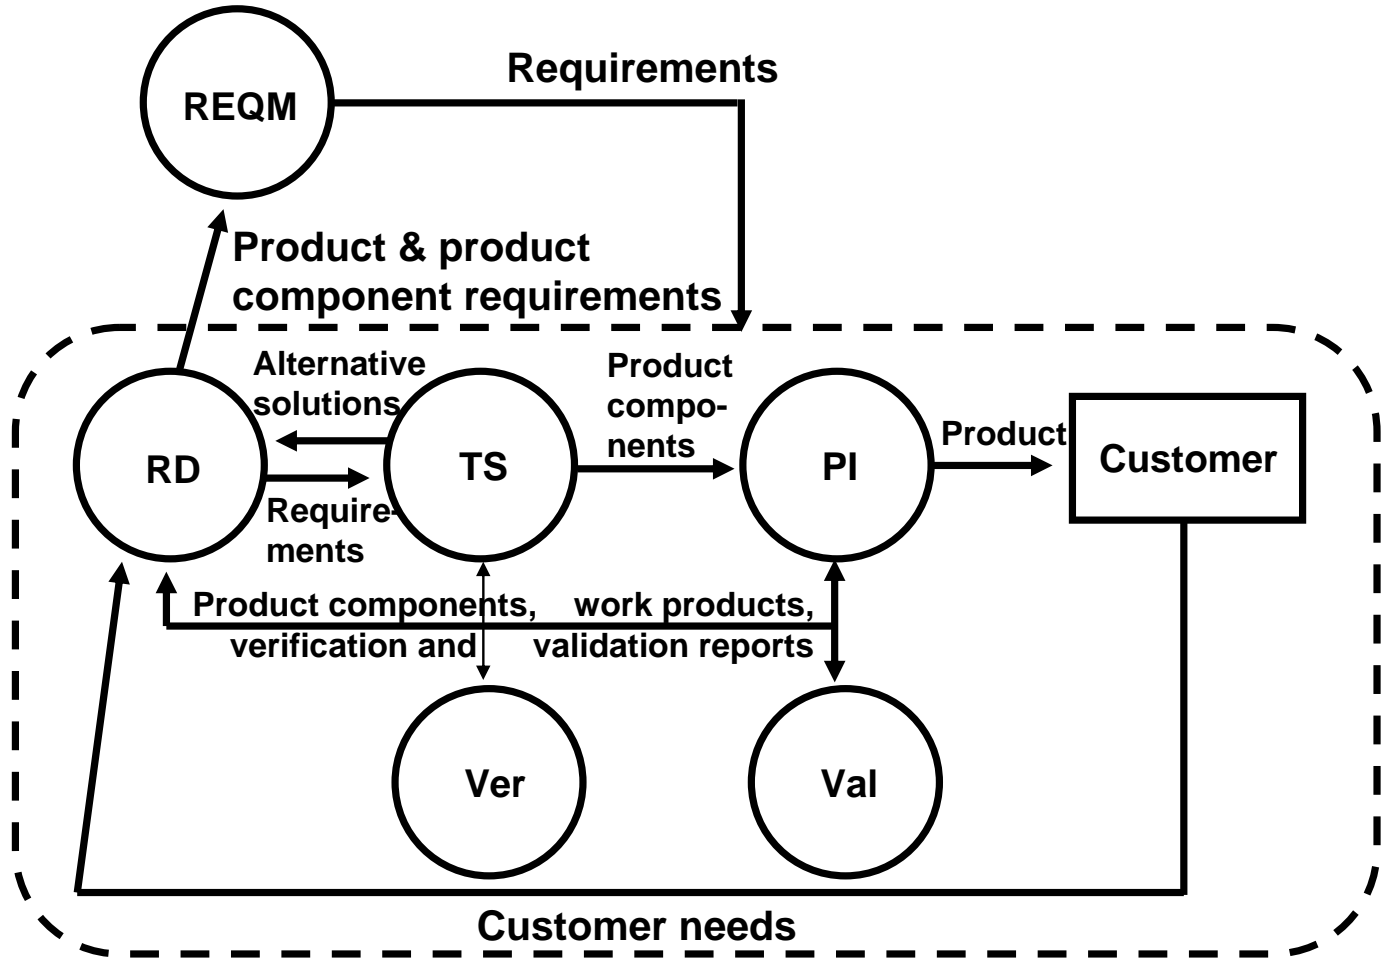 Requirements
REQM
Product & product
component requirements
Alternative
solutions
Product
compo-
nents
Product
RD
TS
PI
Customer
Require-
ments
Product components, work products,
verification and validation reports
Ver
Val
Customer needs